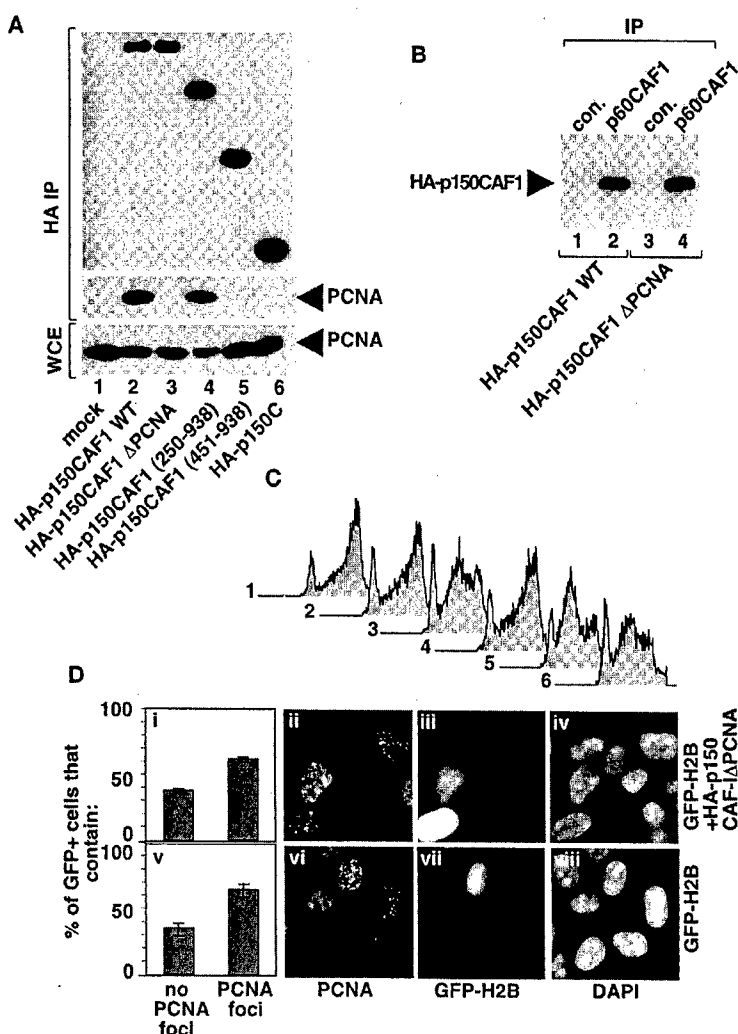 A
HA IP
PCNA
WCE
PCNA
1 2 3 4 5 6
mock
HA-p150CAF1 WT
HA-p150CAF1 ΔPCNA
HA-p150CAF1 (250-938)
HA-p150CAF1 (451-938)
HA-p150C
B
IP
con.
p60CAF1
con.
p60CAF1
HA-p150CAF1
1 2 3 4
HA-p150CAF1 WT
HA-p150CAF1 ΔPCNA
C
1
2
3
4
5
6
D
% of GFP+ cells that
contain:
100
50
0
i
ii
iii
iv
GFP-H2B
+HA-p150
CAF-IΔPCNA
100
50
0
v
vi
vii
iii
GFP-H2B
no
PCNA
foci
PCNA
foci
PCNA
GFP-H2B
DAPI